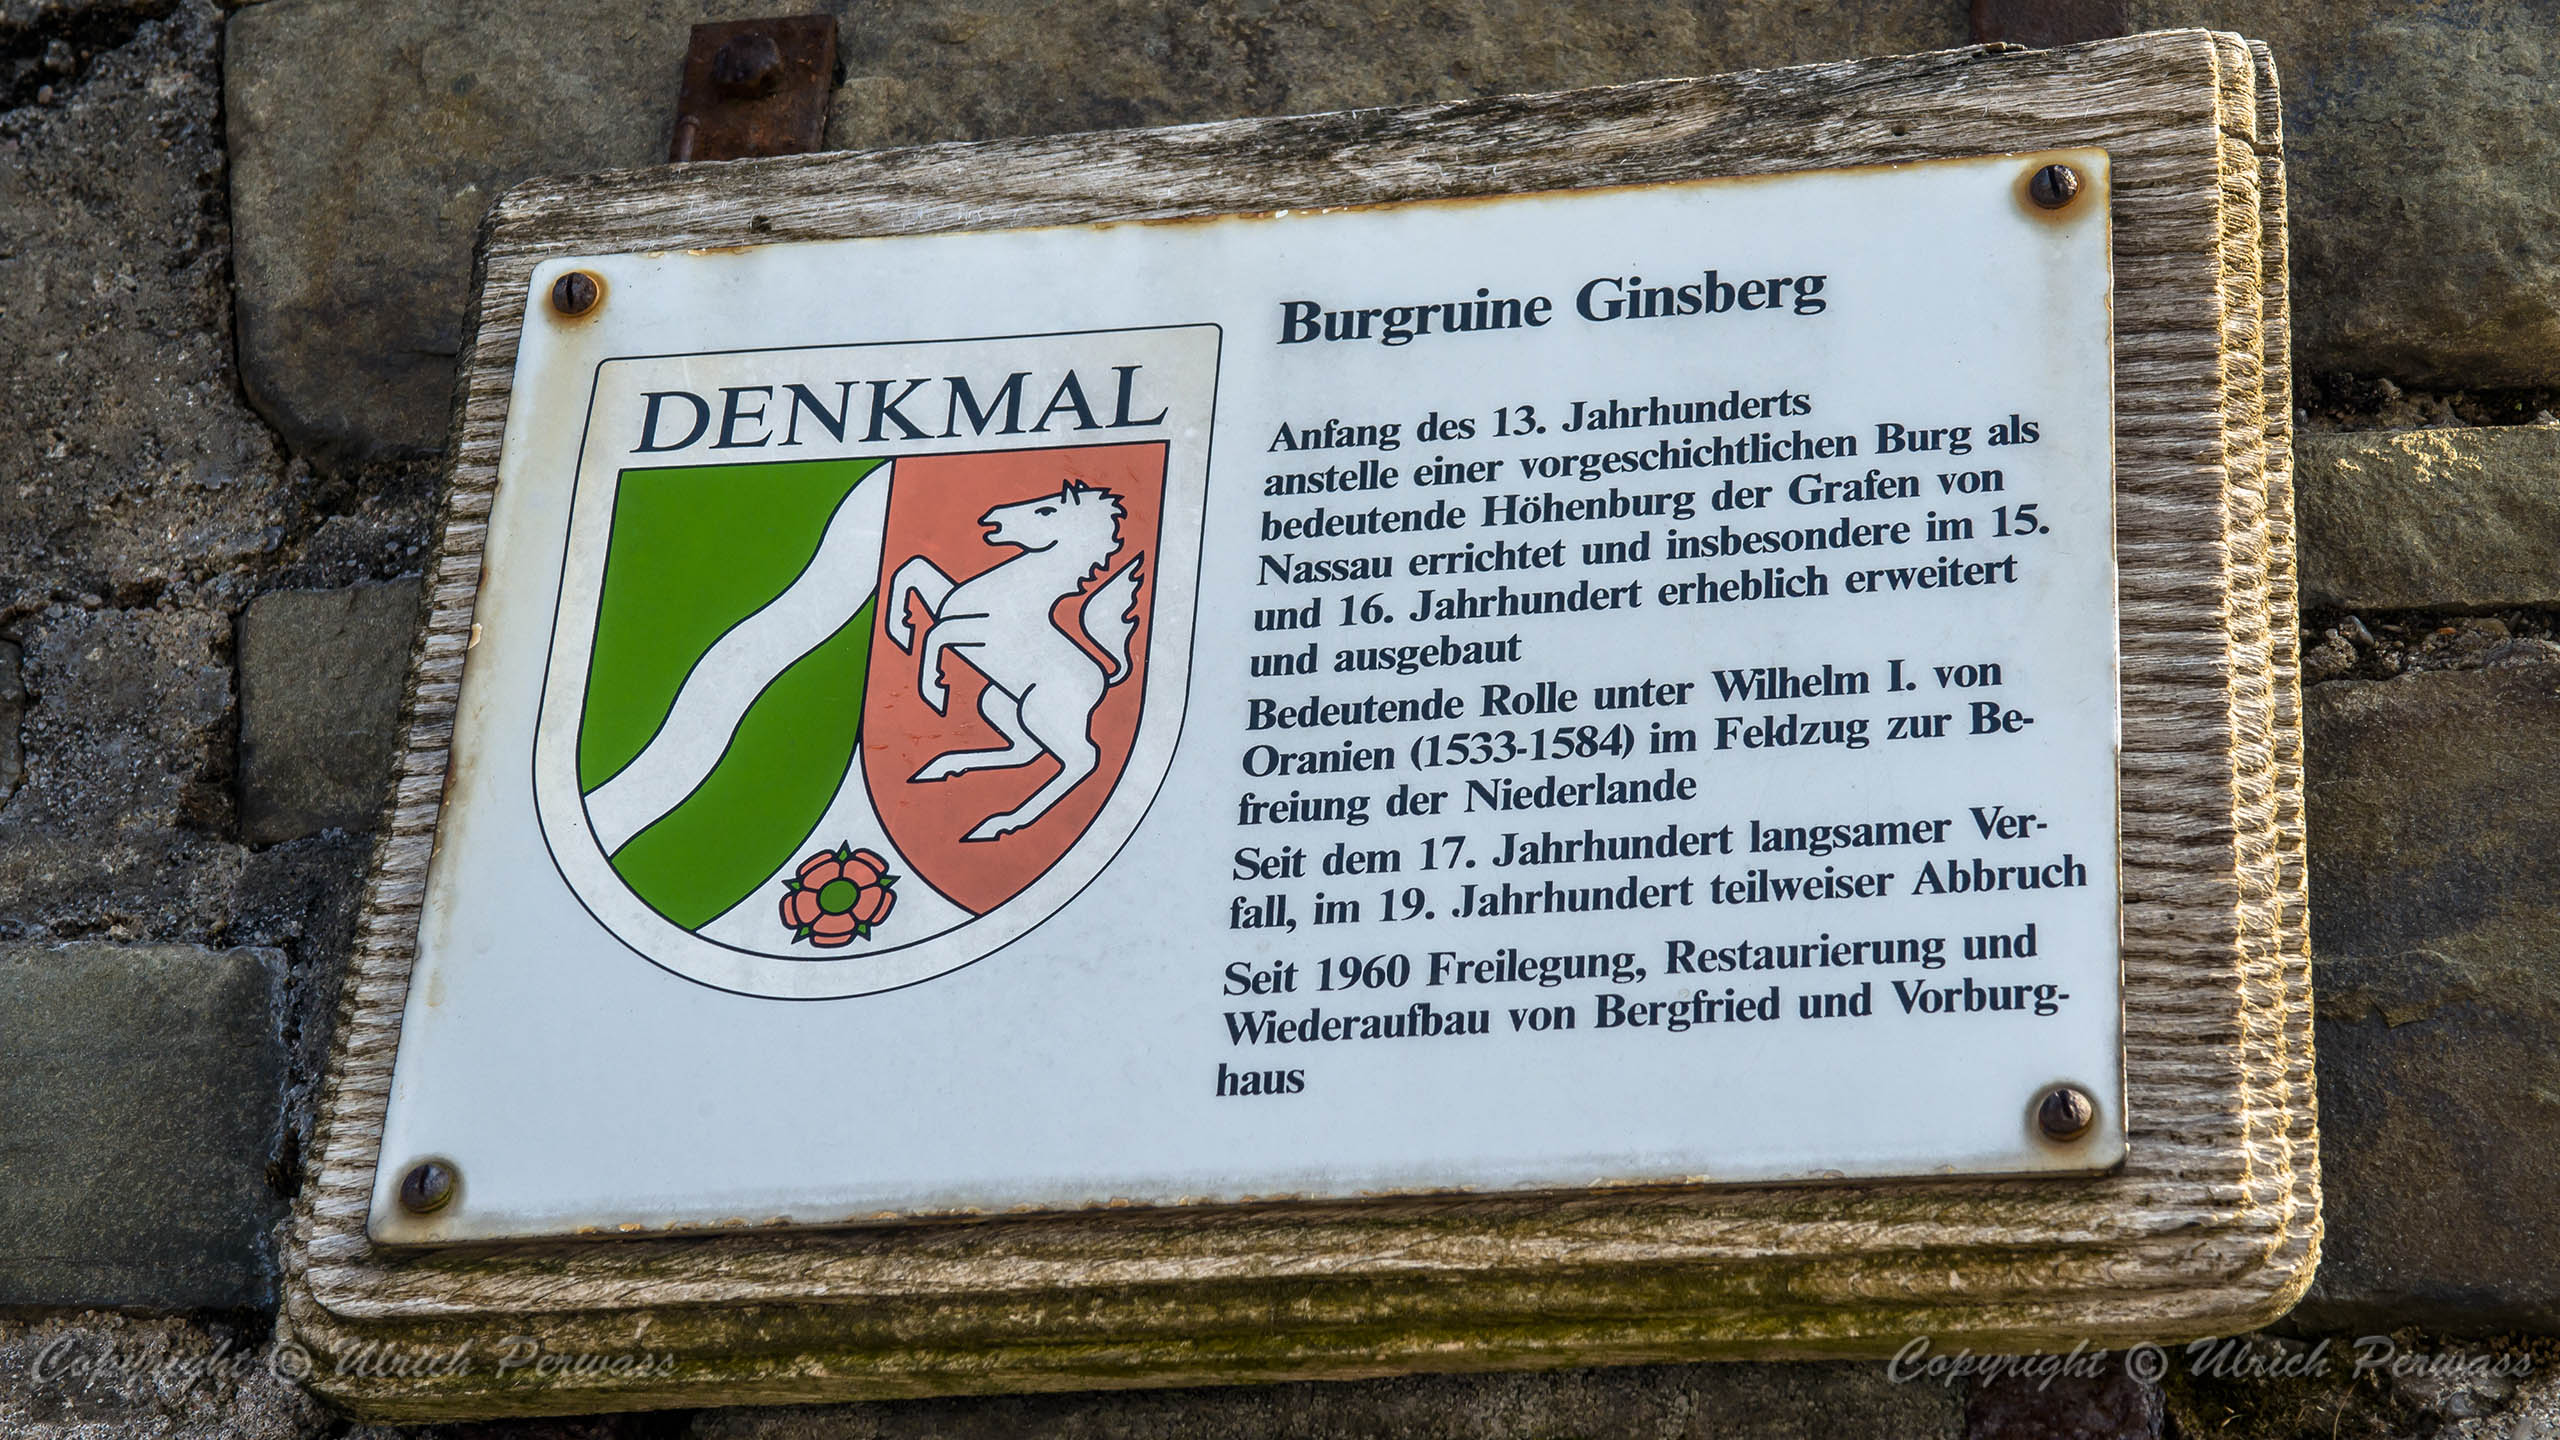 DENKMAL
Burgruine Ginsberg
Anfang des 13. Jahrhunderts
anstelle einer vorgeschichtlichen Burg als
bedeutende Höhenburg der Grafen von
Nassau errichtet und insbesondere im 15.
und 16. Jahrhundert erheblich erweitert
und ausgebaut
Bedeutende Rolle unter Wilhelm I. von
Oranien (1533-1584) im Feldzug zur Be-
freiung der Niederlande
Seit dem 17. Jahrhundert langsamer Ver-
fall, im 19. Jahrhundert teilweiser Abbruch
Seit 1960 Freilegung, Restaurierung und
Wiederaufbau von Bergfried und Vorburg-
haus
Copyright © Ulrich Perwass
Copyright © Ulrich Perwass